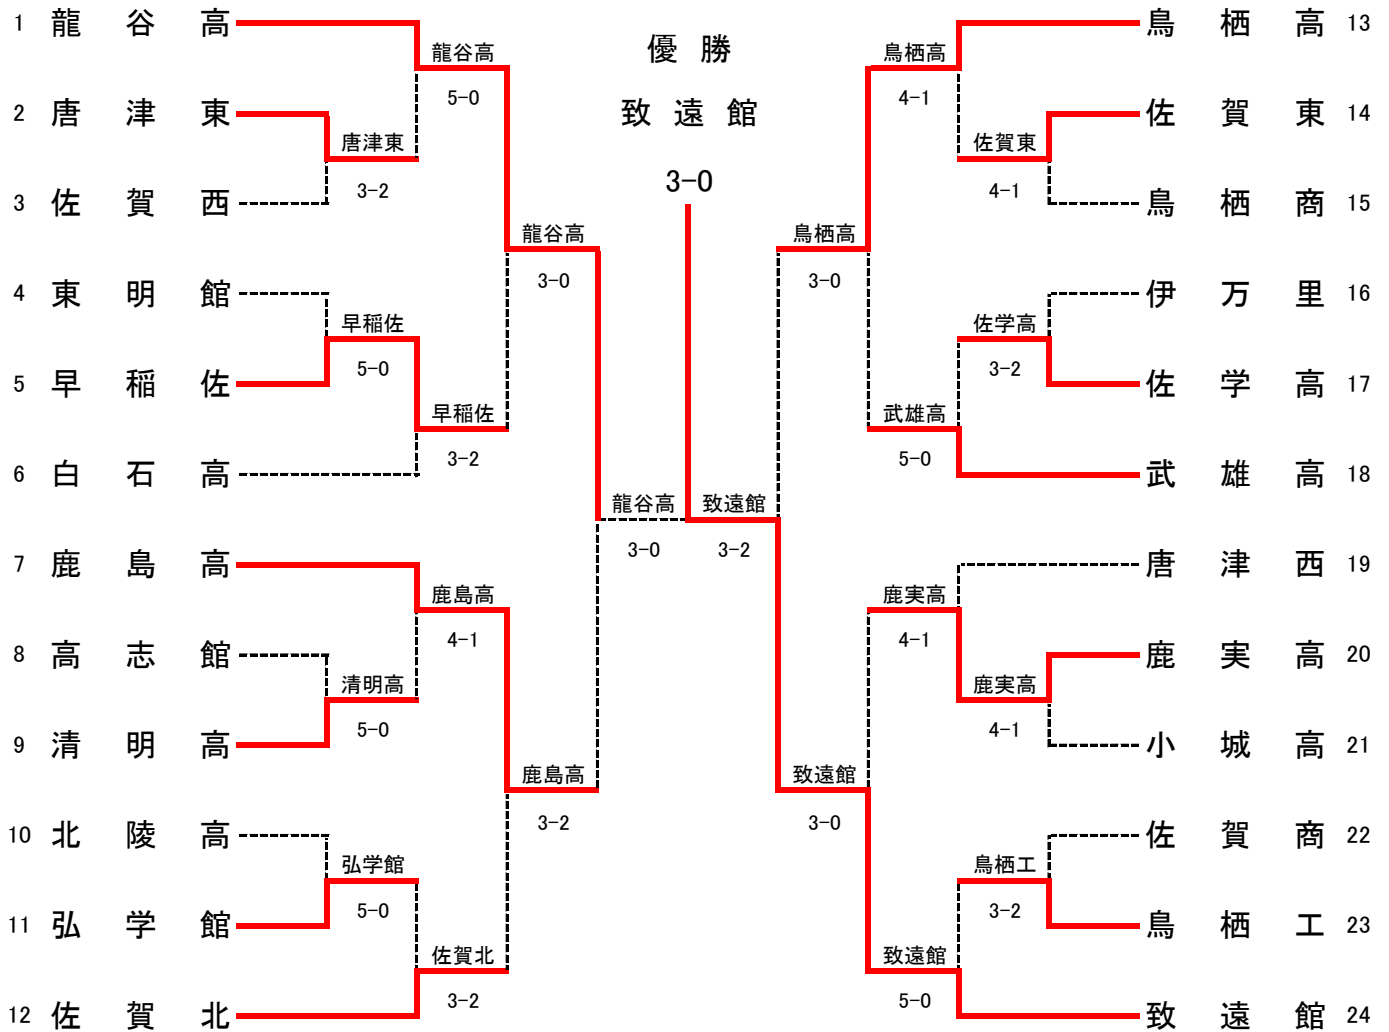 優勝
致遠館
3-0
1 龍谷高
2 唐津東
3 佐賀西
4 東明館
5 早稲佐
6 白石高
7 鹿島高
8 高志館
9 清明高
10 北陵高
11 弘学館
12 佐賀北
唐津東
3-2
早稲佐
5-0
清明高
5-0
弘学館
5-0
龍谷高
5-0
早稲佐
3-2
鹿島高
4-1
佐賀北
3-2
龍谷高
3-0
鹿島高
3-2
龍谷高
3-0
致遠館
3-2
鳥栖高
3-0
致遠館
3-0
鳥栖高
4-1
武雄高
5-0
鹿実高
4-1
致遠館
5-0
佐賀東
4-1
佐学高
3-2
鹿実高
4-1
鳥栖工
3-2
鳥栖高 13
佐賀東 14
鳥栖商 15
伊万里 16
佐学高 17
武雄高 18
唐津西 19
鹿実高 20
小城高 21
佐賀商 22
鳥栖工 23
致遠館 24